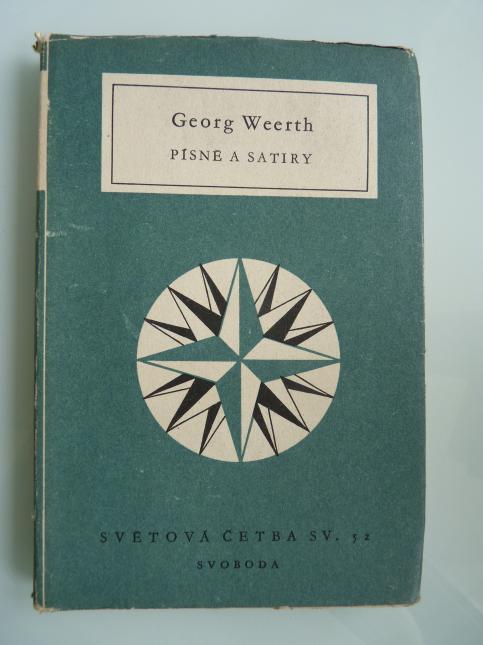 Georg Weerth
PÍSNĚ A SATIRY
SVĚTOVÁ ČETBA SV. 52
SVOBODA